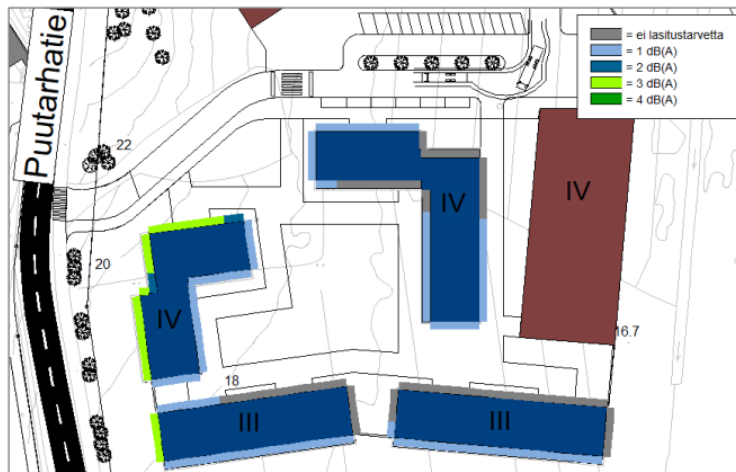 = ei lasitustarvetta
= 1 dB(A)
= 2 dB(A)
= 3 dB(A)
= 4 dB(A)
Puutarhatie
22
IV
IV
20
IV
16.7
18
III
III